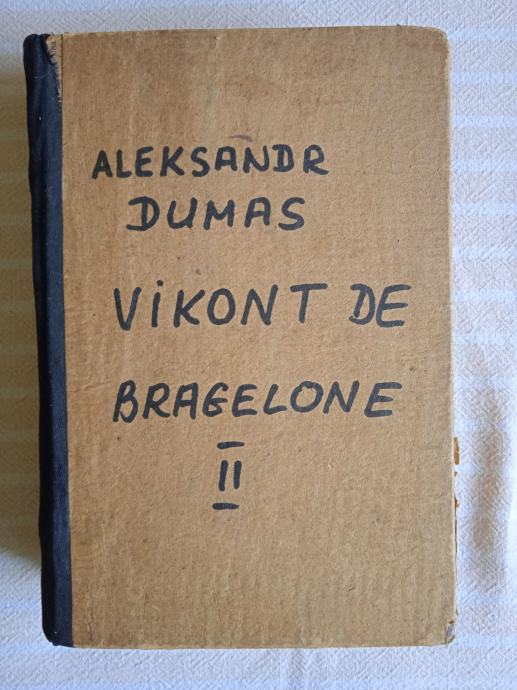 ALEKSANDR
DUMAS
ViKONT DE
BRAGELONE
II